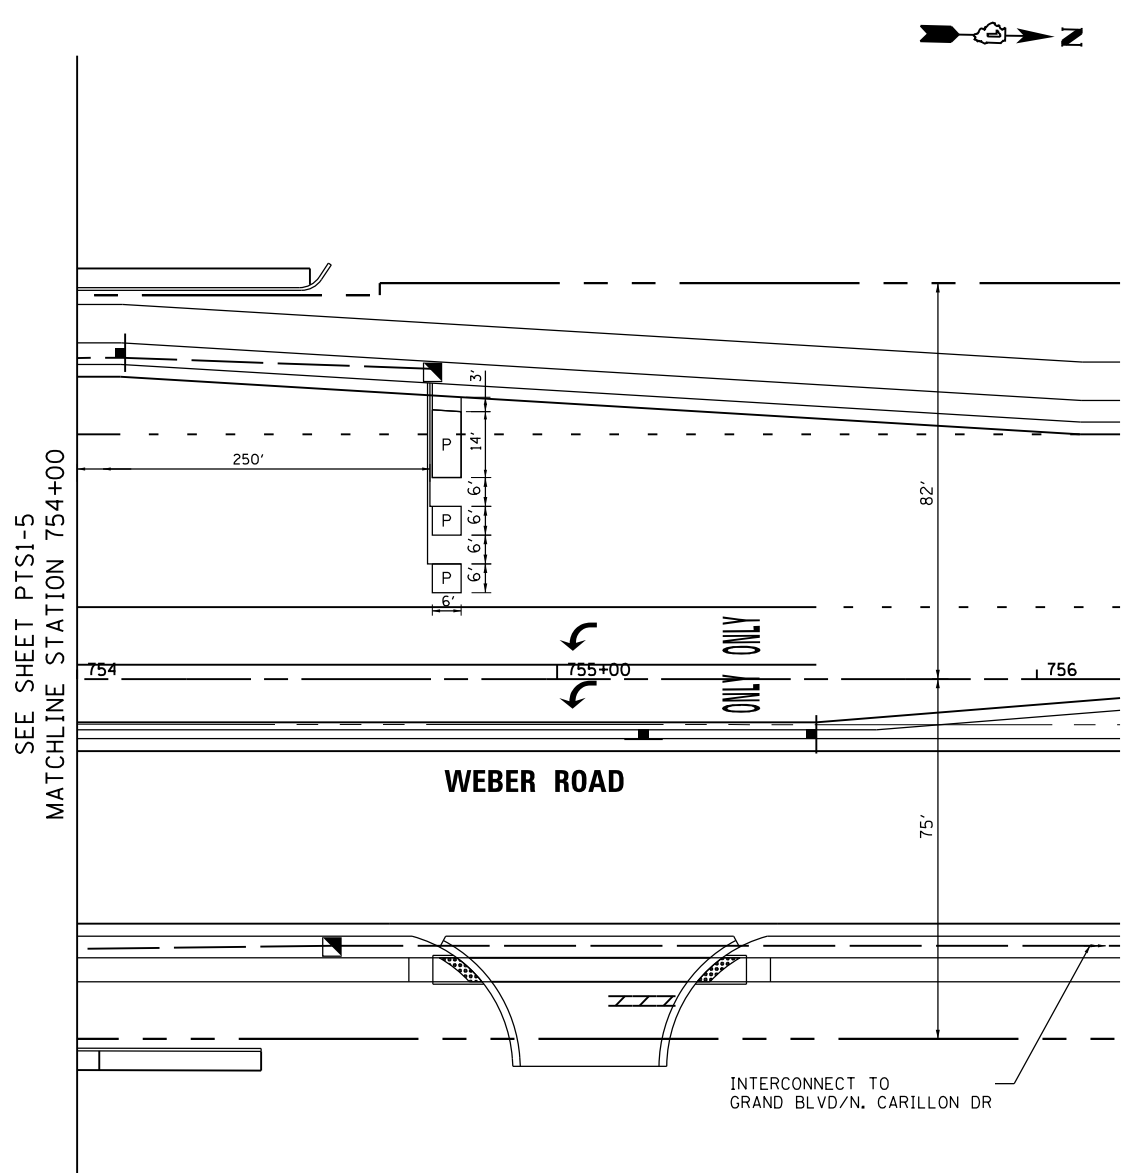 N
3'
14'
P
250'
6'
P
6'
6'
P
6'
6'
82'
SEE SHEET PTS1-5
MATCHLINE STATION 754+00
ONLY
754
755+00
756
ONLY
WEBER ROAD
75'
INTERCONNECT TO
GRAND BLVD/N. CARILLON DR